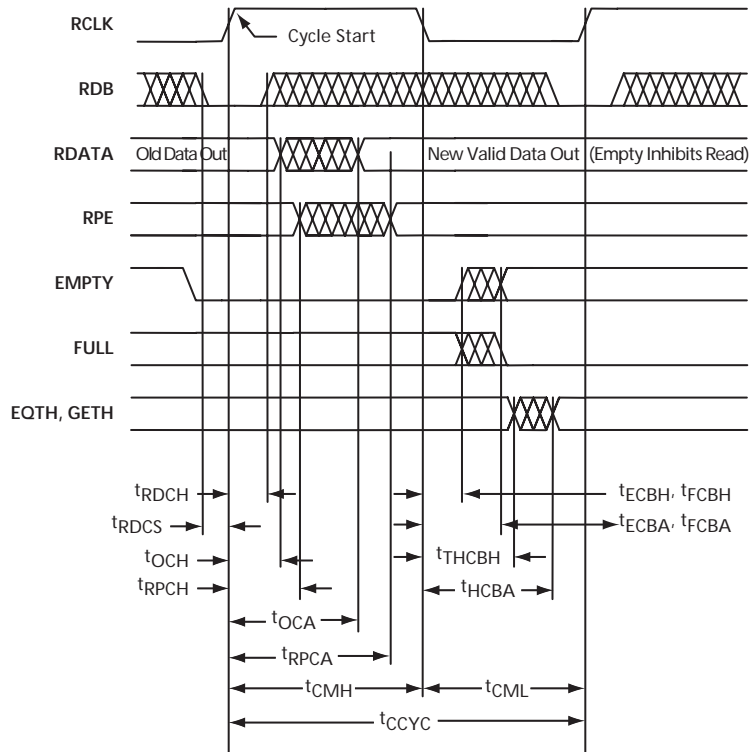 RCLK
Cycle Start
RDB
RDATA
Old Data Out
New Valid Data Out (Empty Inhibits Read)
RPE
EMPTY
FULL
EQTH, GETH
tRDCH
tECBH, tFCBH
tRDCS
tECBA, tFCBA
tOCH
tTHCBH
tRPCH
tHCBA
tOCA
tRPCA
tCMH
tCML
tCCYC